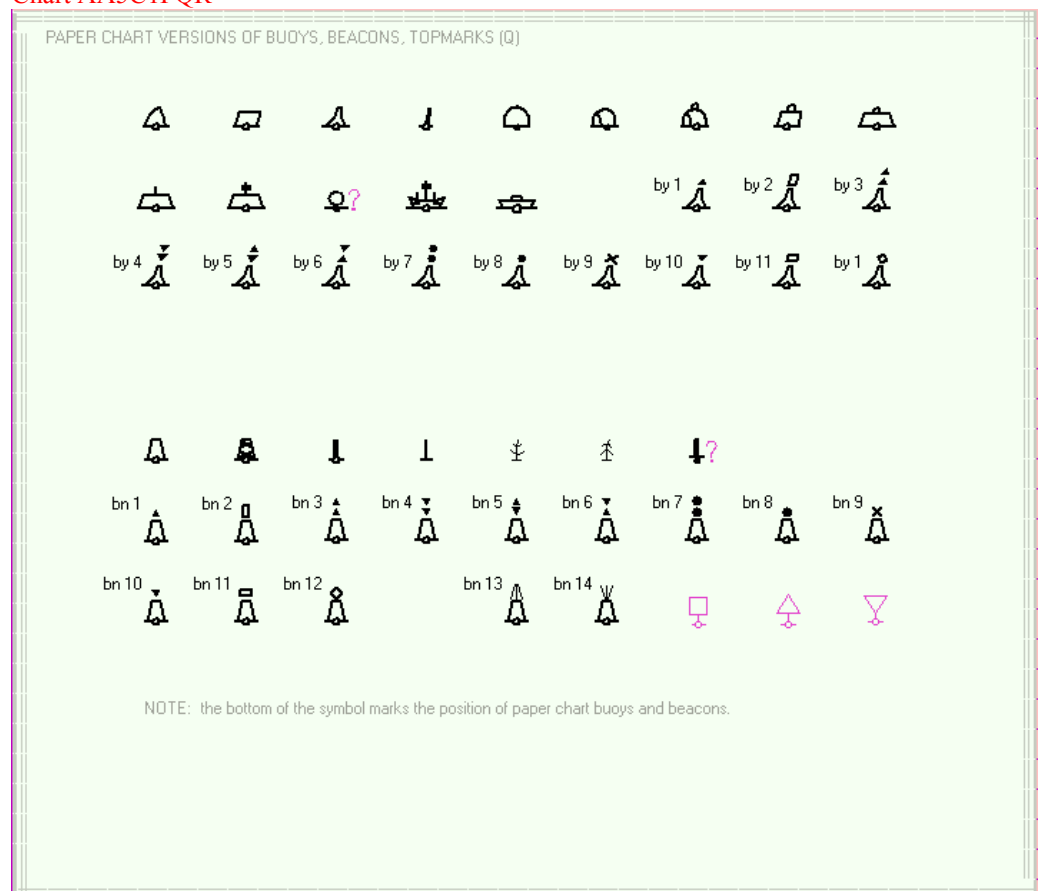 PAPER CHART VERSIONS OF BUOYS, BEACONS, TOPMARKS (Q)
? by 1 by 2 by 3
by 4 by 5 by 6 by 7 by 8 by 9 by 10 by 11 by 1
?
bn 1 bn 2 bn 3 bn 4 bn 5 bn 6 bn 7 bn 8 bn 9
bn 10 bn 11 bn 12 bn 13 bn 14
NOTE: the bottom of the symbol marks the position of paper chart buoys and beacons.